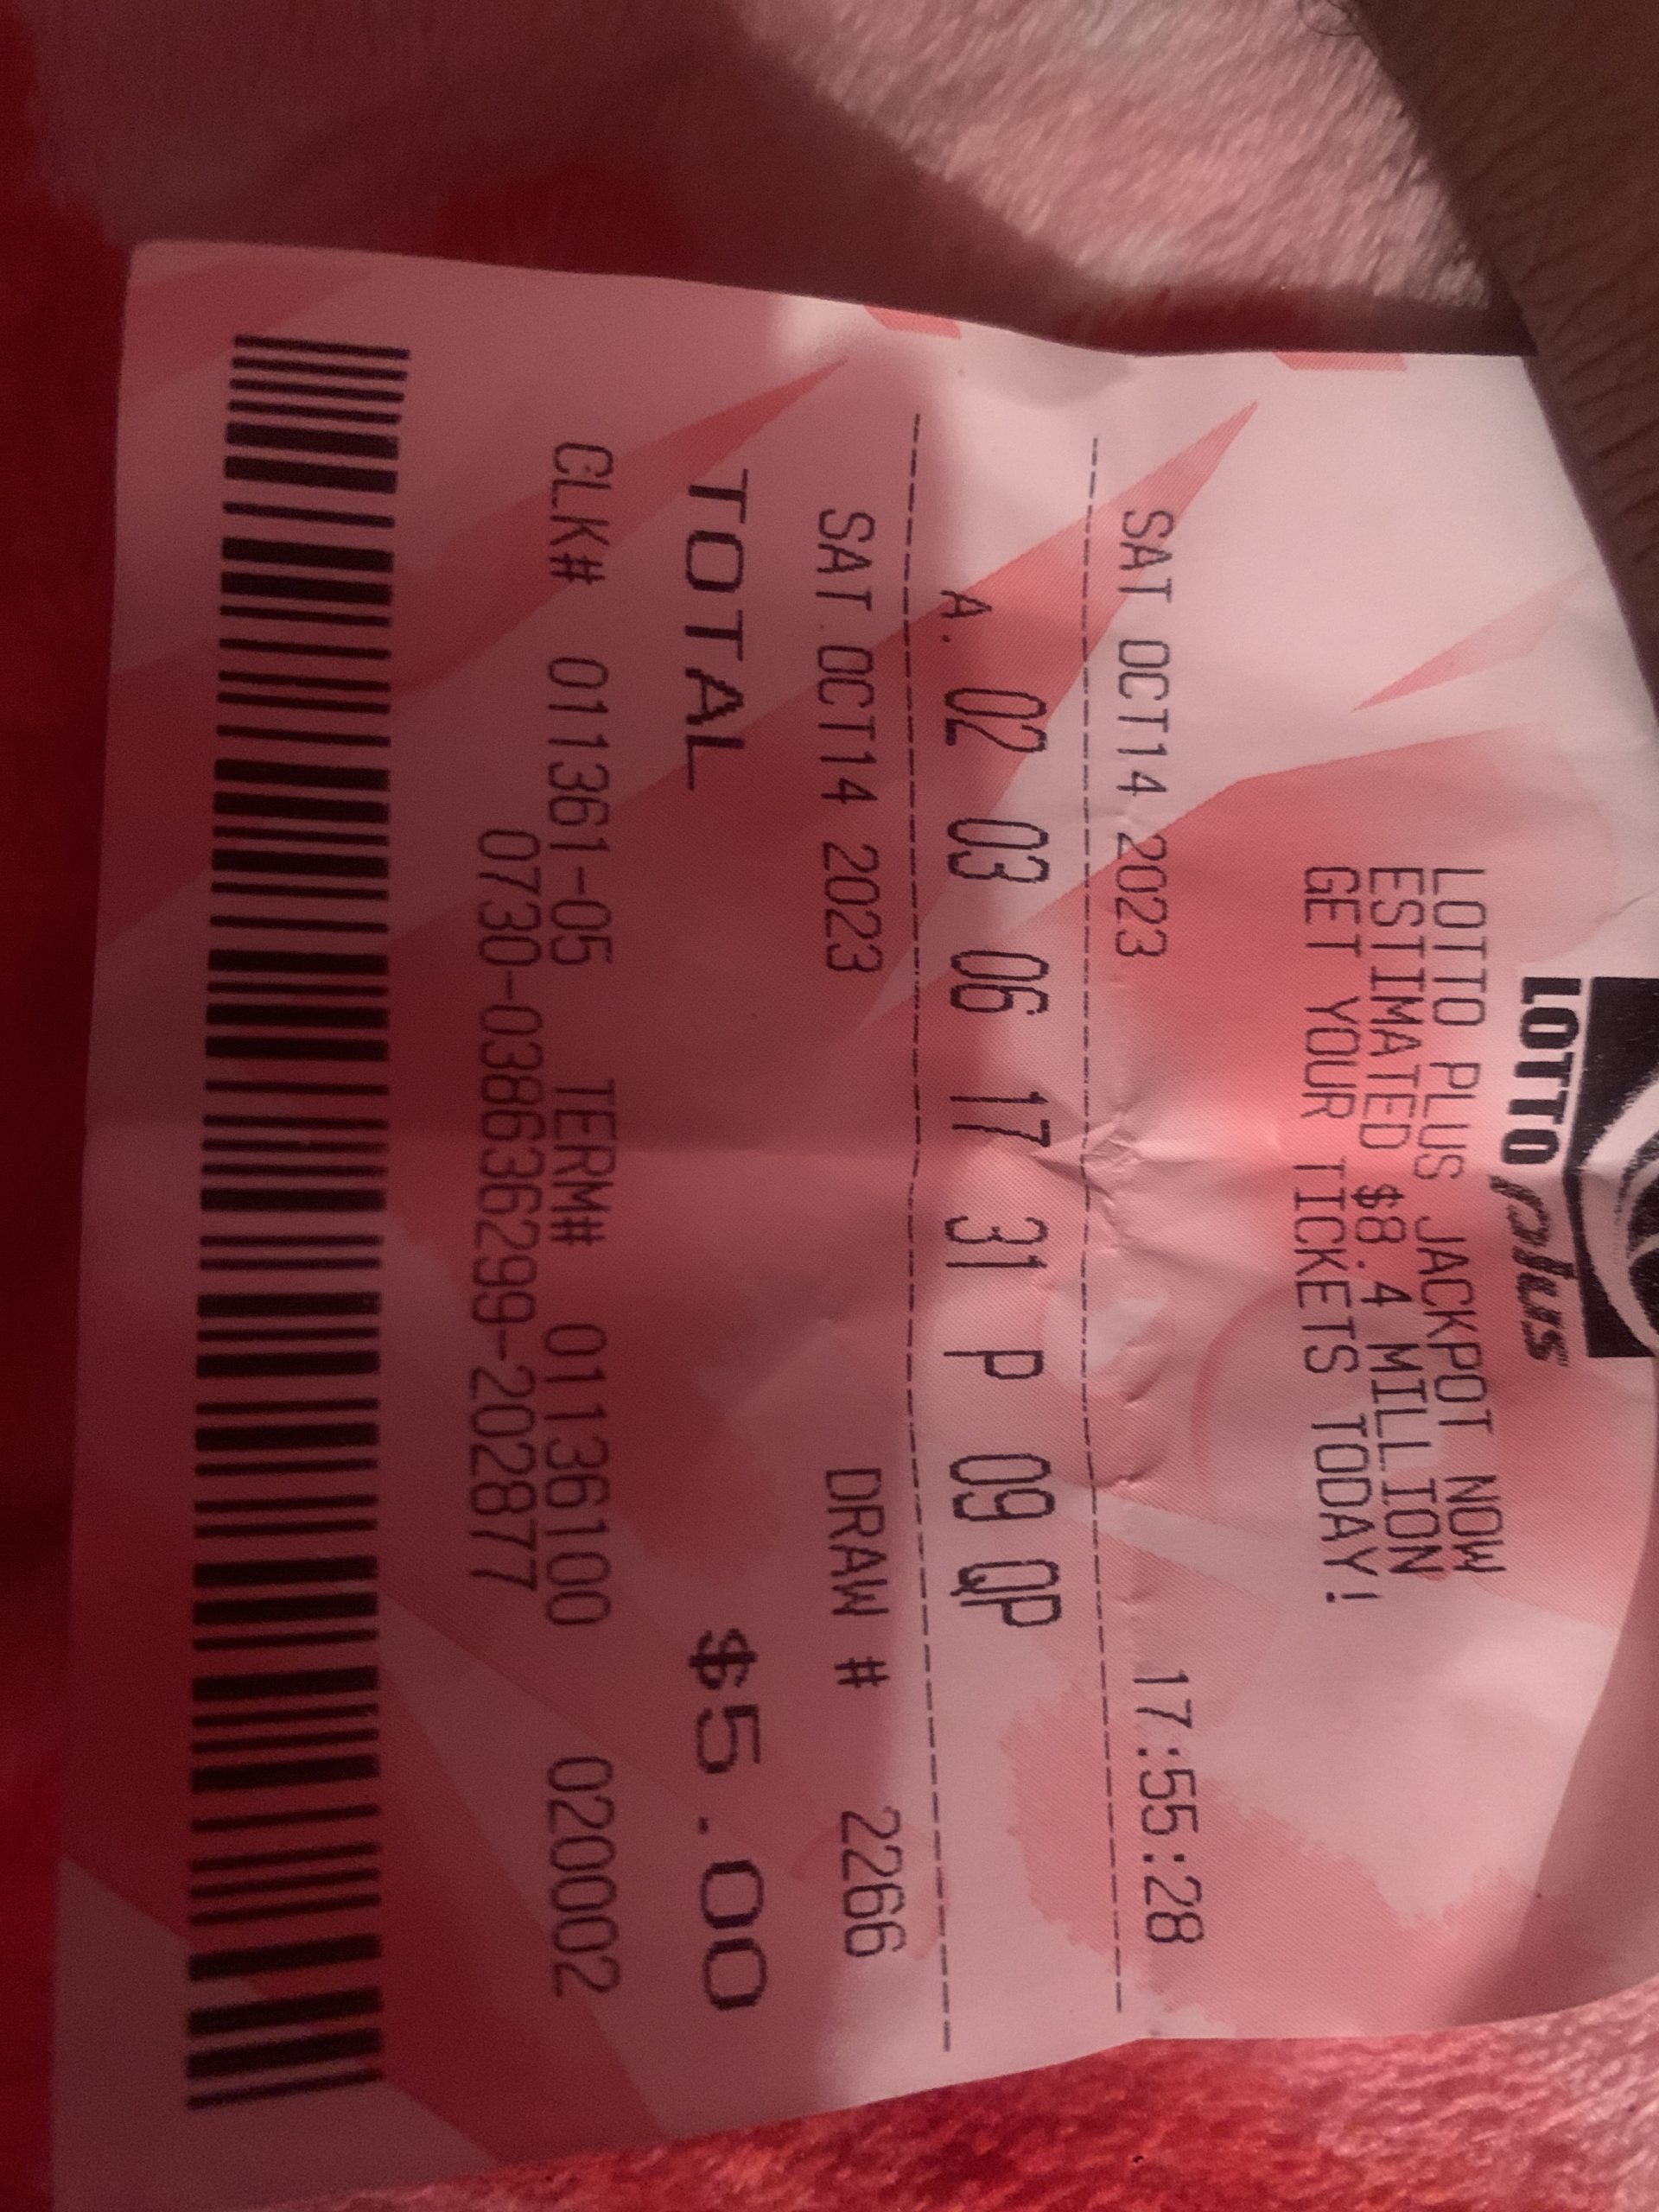 LOTTO plus
LOTTO PLUS JACKPOT NOW
ESTIMATED $8.4 MILLION
GET YOUR TICKETS TODAY!
SAT OCT14 2023 17:55:28
A. 02 03 06 17 31 P 09 QP
SAT OCT14 2023 DRAW # 2266
TOTAL $5.00
CLK# 011361-05 TERM# 01136100 020002
0730-038636299-202877